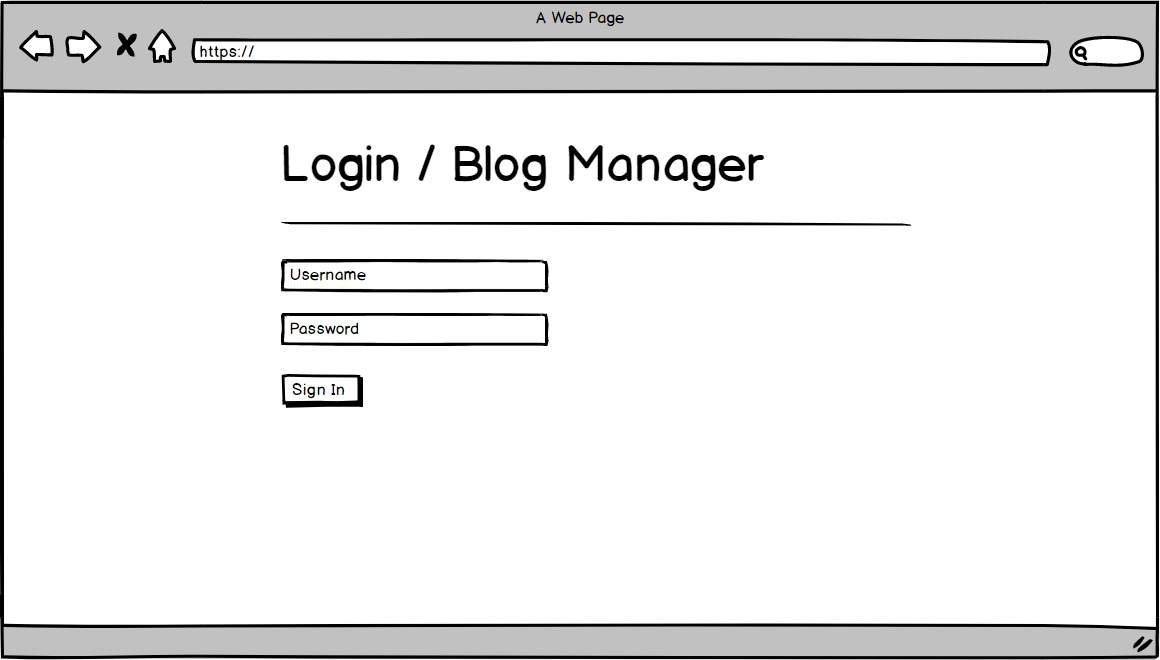 A Web Page
https://
Login / Blog Manager
Username
Password
Sign In